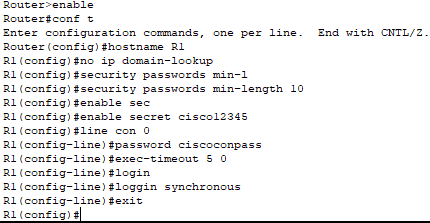 Router>enable
Router#conf t
Enter configuration commands, one per line.  End with CNTL/Z.
Router(config)#hostname R1
R1(config)#no ip domain-lookup
R1(config)#security passwords min-l
R1(config)#security passwords min-length 10
R1(config)#enable sec
R1(config)#enable secret cisco12345
R1(config)#line con 0
R1(config-line)#password ciscoconpass
R1(config-line)#exec-timeout 5 0
R1(config-line)#login
R1(config-line)#loggin synchronous
R1(config-line)#exit
R1(config)#